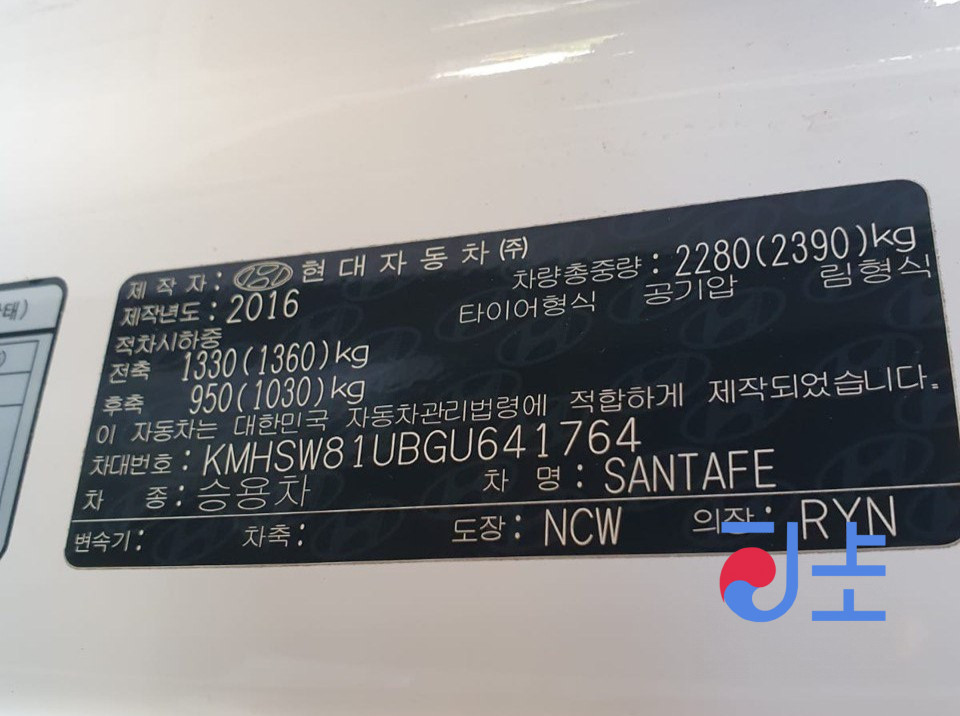 제 작 자 : 현 대 자 동 차 ㈜
제작년도 : 2016
차량총중량 : 2280(2390)kg
적차시하중
타이어형식 공기압 림형식
전축 1330(1360)kg
후축 950(1030)kg
이 자동차는 대한민국 자동차관리법령에 적합하게 제작되었습니다.
차대번호 : KMHSW81UBGU641764
차 종 : 승용차 차 명 : SANTAFE
변속기 : 차축 : 도장 : NCW 의장 : RYN